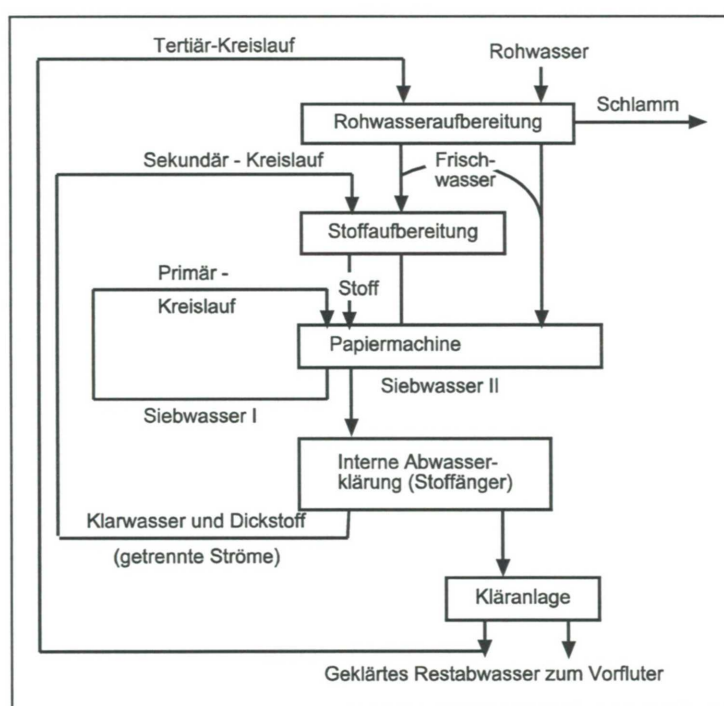 Tertiär-Kreislauf
Rohwasser
Schlamm
Rohwasseraufbereitung
Sekundär - Kreislauf
Frisch-
wasser
Stoffaufbereitung
Primär -
Kreislauf
Stoff
Papiermachine
Siebwasser II
Siebwasser I
Interne Abwasser-
klärung (Stoffänger)
Klarwasser und Dickstoff
(getrennte Ströme)
Kläranlage
Geklärtes Restabwasser zum Vorfluter